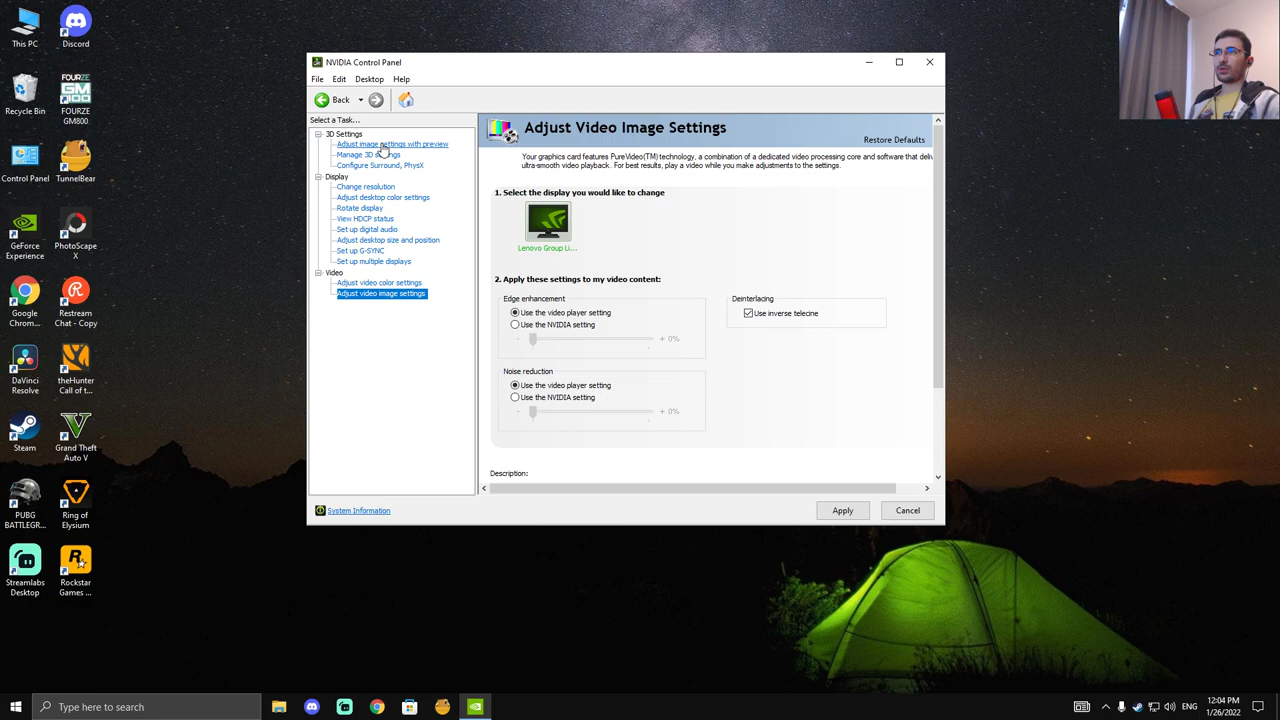 This PC
Discord
Recycle Bin
FOURZE
GM800
Control Panel
TunnelBear
GeForce
Experience
PhotoScape
X
Google
Chrom...
Restream
Chat - Copy
DaVinci
Resolve
theHunter
Call of t...
Steam
Grand Theft
Auto V
PUBG
BATTLEGR...
Ring of
Elysium
Streamlabs
Desktop
Rockstar
Games ...
FOURZE
GM800
NVIDIA Control Panel
File Edit Desktop Help
Back
Select a Task...
3D Settings
Adjust image settings with preview
Manage 3D settings
Configure Surround, PhysX
Display
Change resolution
Adjust desktop color settings
Rotate display
View HDCP status
Set up digital audio
Adjust desktop size and position
Set up G-SYNC
Set up multiple displays
Video
Adjust video color settings
Adjust video image settings
System Information
Adjust Video Image Settings
Restore Defaults
Your graphics card features PureVideo(TM) technology, a combination of a dedicated video processing core and software that deliv
ultra-smooth video playback. For best results, play a video while you make adjustments to the settings.
1. Select the display you would like to change
Lenovo Group Li...
2. Apply these settings to my video content:
Edge enhancement
Use the video player setting
Use the NVIDIA setting
- + 0%
Deinterlacing
Use inverse telecine
Noise reduction
Use the video player setting
Use the NVIDIA setting
- + 0%
Description:
Apply
Cancel
Type here to search
ENG
12:04 PM
1/26/2022